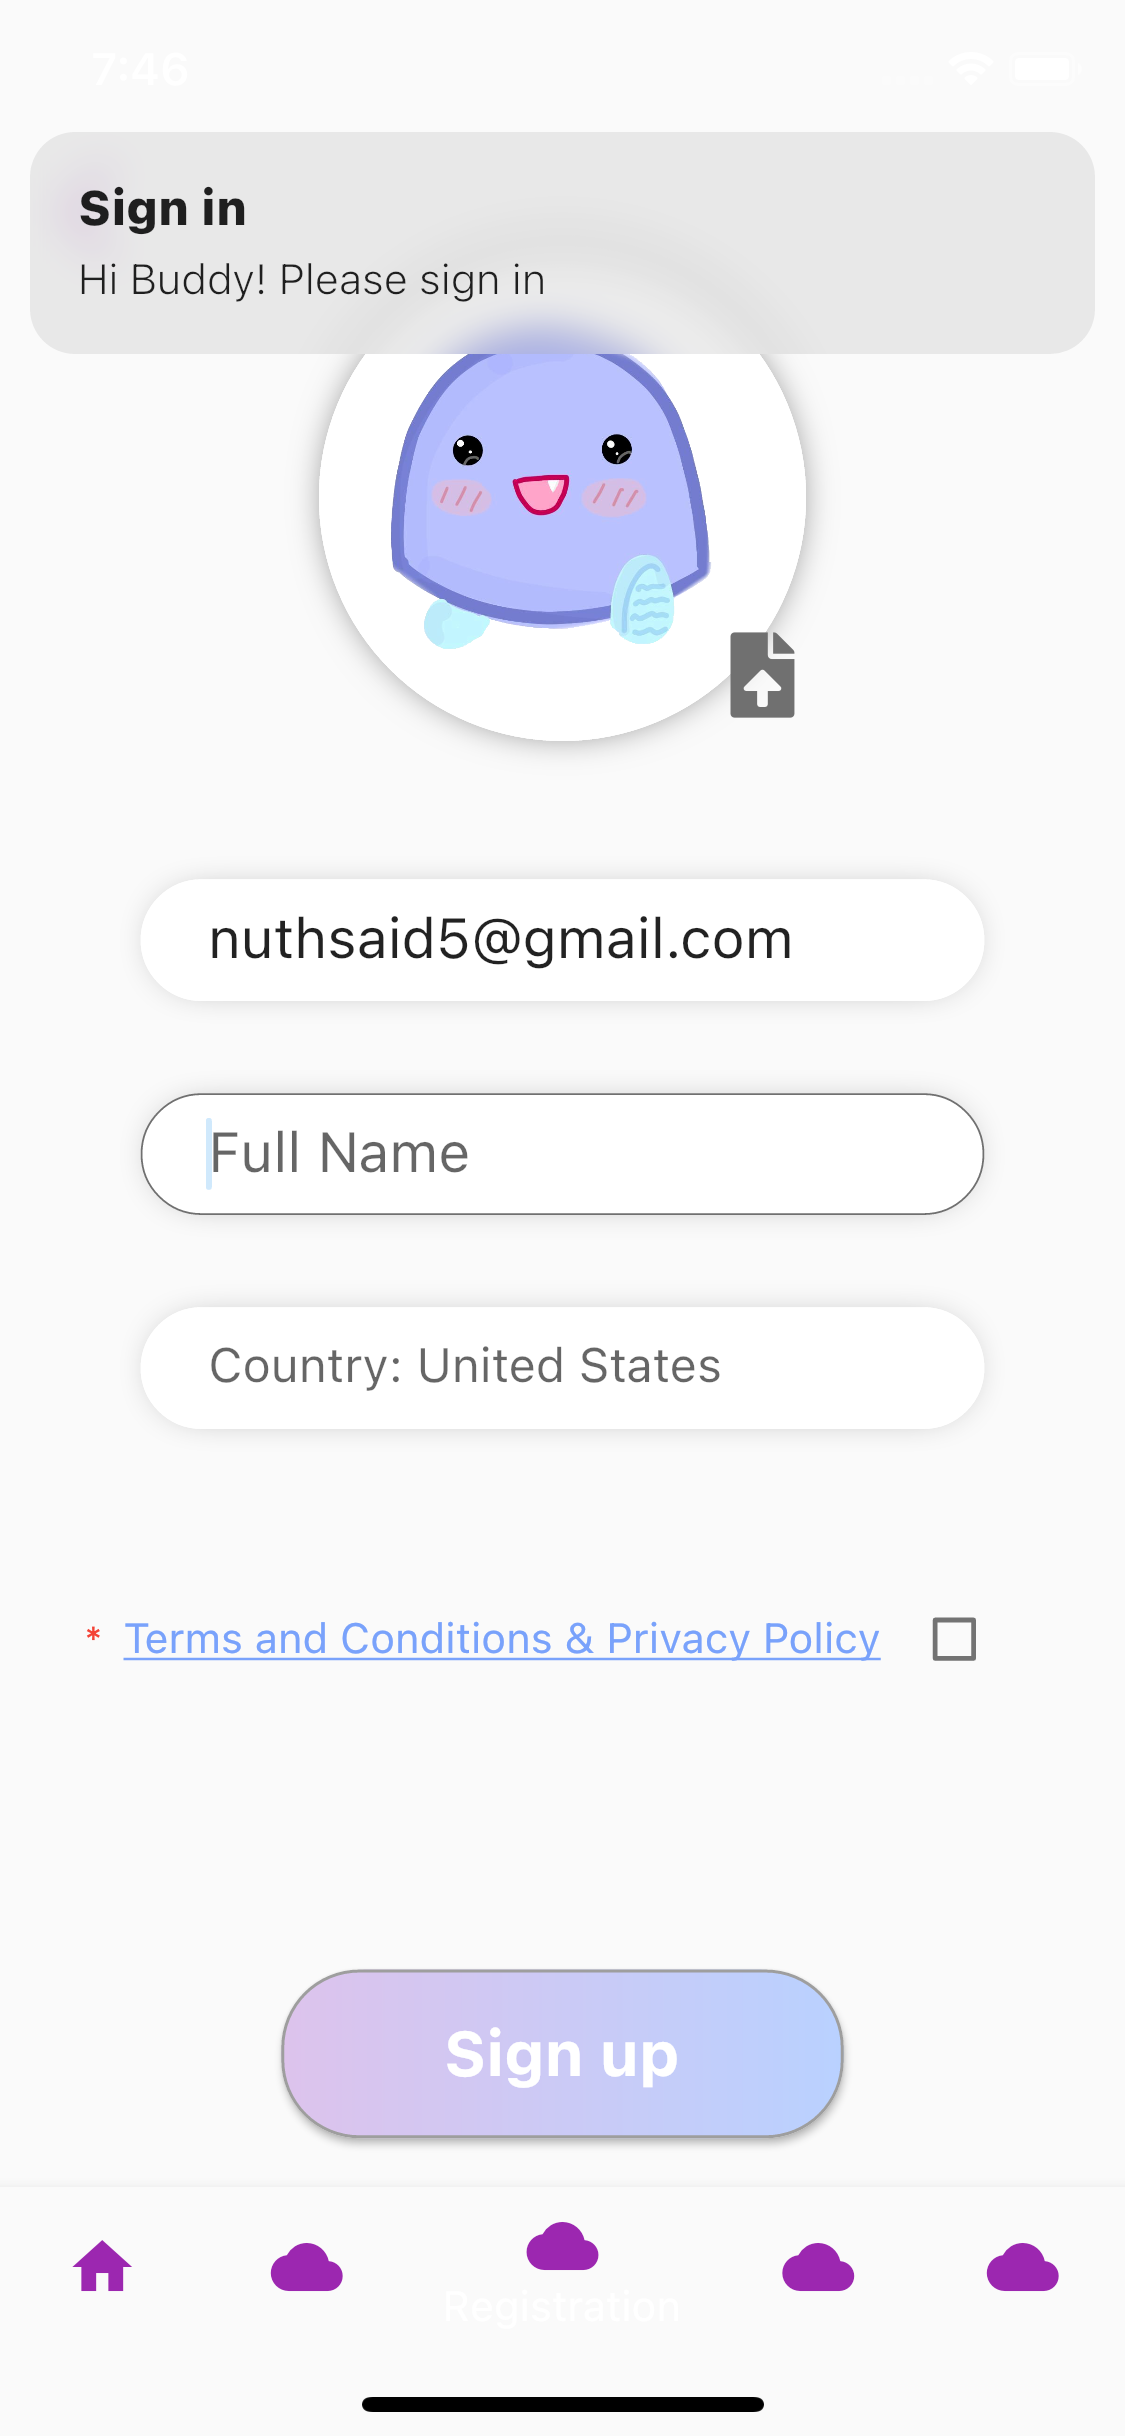 7:46
Sign in
Hi Buddy! Please sign in
nuthsaid5@gmail.com
Full Name
Country: United States
* Terms and Conditions & Privacy Policy
Sign up
Registration